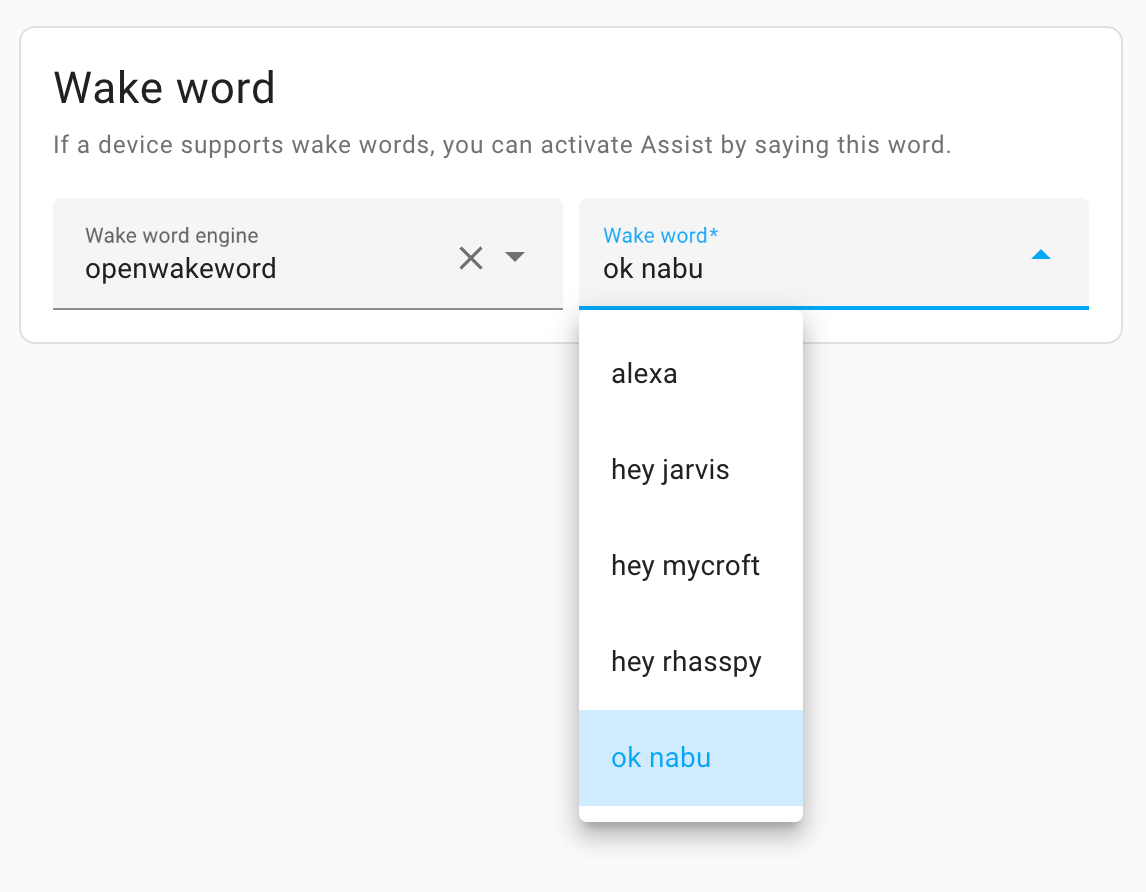 Wake word
If a device supports wake words, you can activate Assist by saying this word.
Wake word engine
openwakeword
Wake word*
ok nabu
alexa
hey jarvis
hey mycroft
hey rhasspy
ok nabu